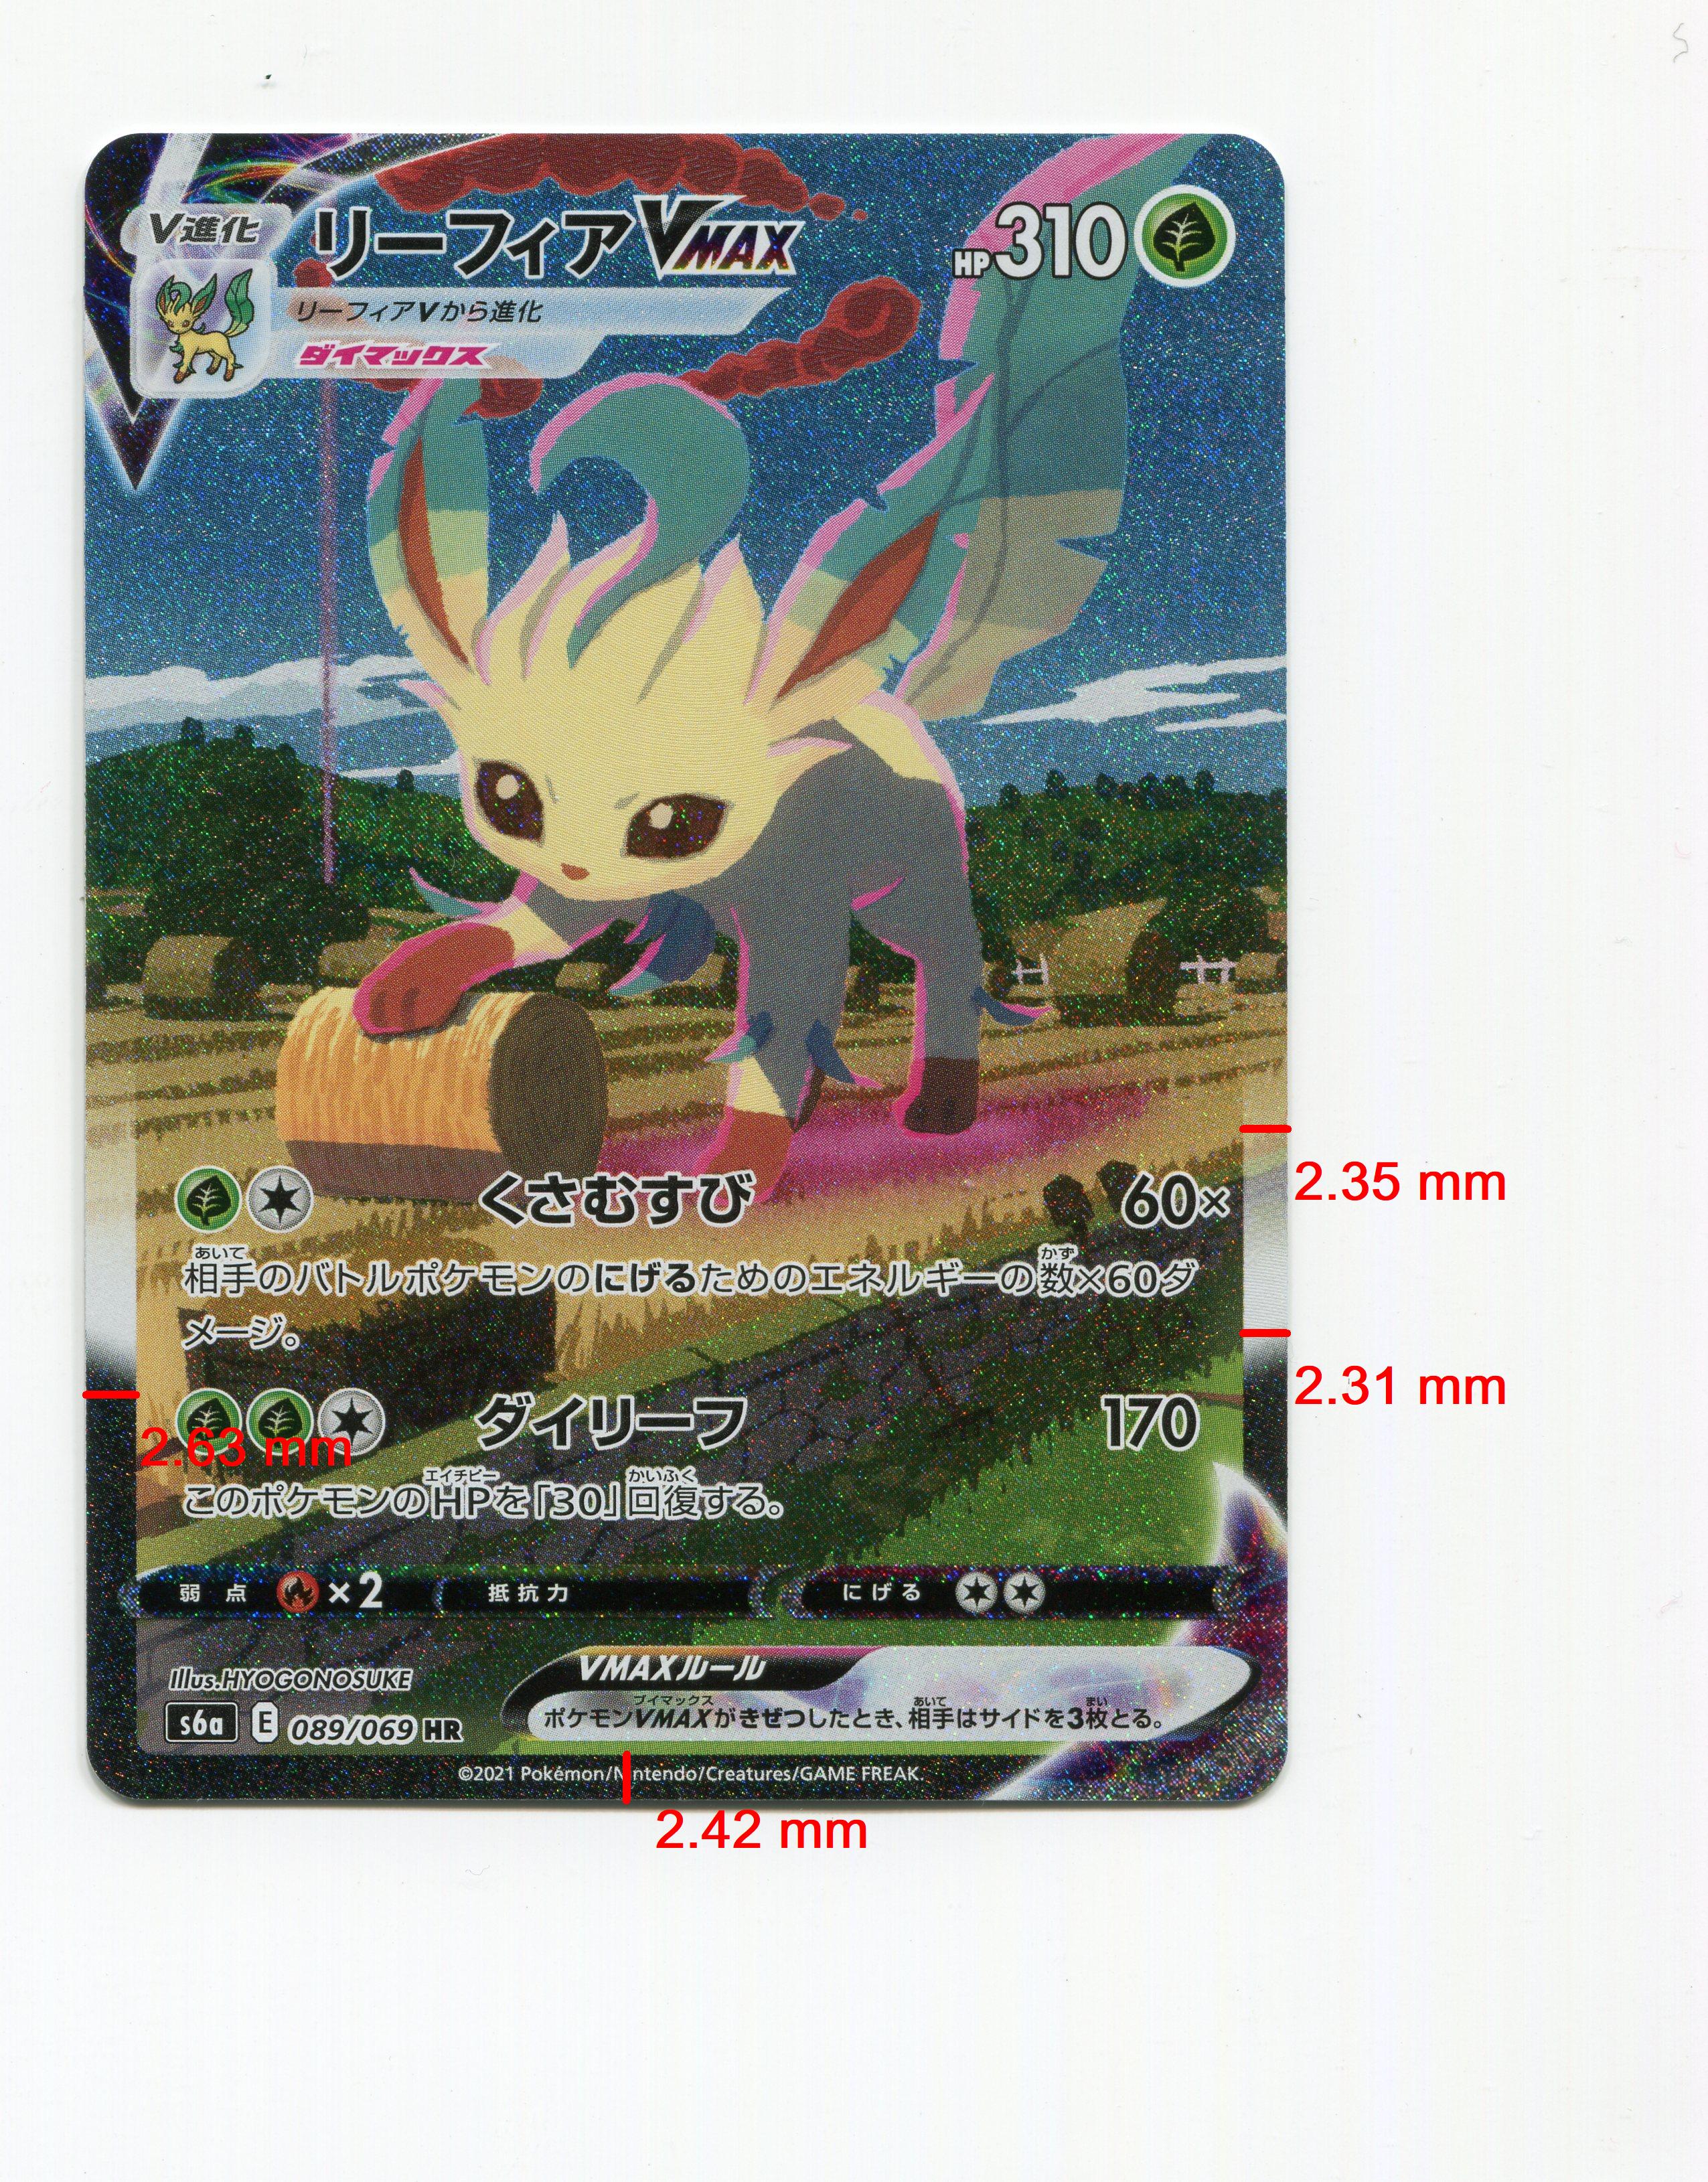 V進化
リーフィアVMAX
HP310
リーフィアVから進化
ダイマックス
くさむすび 60×
あいて かず
相手のバトルポケモンのにげるためのエネルギーの数×60ダ
メージ。
2.35 mm
2.31 mm
ダイリーフ 170
2.63 mm
エイチピー かいふく
このポケモンのHPを「30」回復する。
弱点 ×2 抵抗力 にげる
Illus.HYOGONOSUKE
VMAXルール
ブイマックス あいて まい
ポケモンVMAXがきぜつしたとき、相手はサイドを3枚とる。
s6a E 089/069 HR
©2021 Pokémon/Nintendo/Creatures/GAME FREAK.
2.42 mm